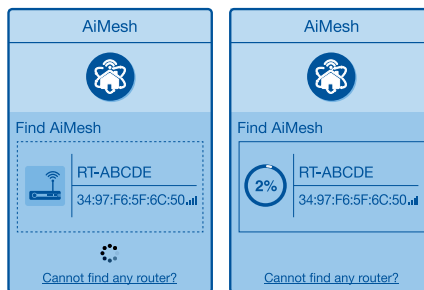 AiMesh
Find AiMesh
RT-ABCDE
34:97:F6:5F:6C:50
Cannot find any router?
AiMesh
Find AiMesh
2%
RT-ABCDE
34:97:F6:5F:6C:50
Cannot find any router?